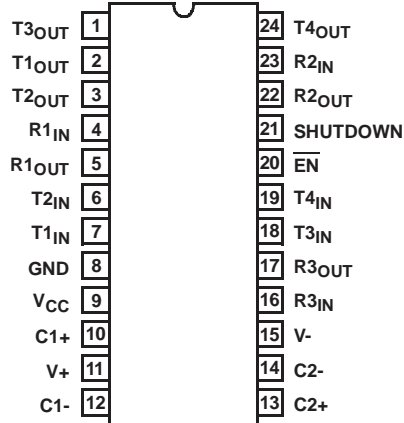 T3OUT 1 24 T4OUT
T1OUT 2 23 R2IN
T2OUT 3 22 R2OUT
R1IN 4 21 SHUTDOWN
R1OUT 5 20 E̅N̅
T2IN 6 19 T4IN
T1IN 7 18 T3IN
GND 8 17 R3OUT
VCC 9 16 R3IN
C1+ 10 15 V-
V+ 11 14 C2-
C1- 12 13 C2+